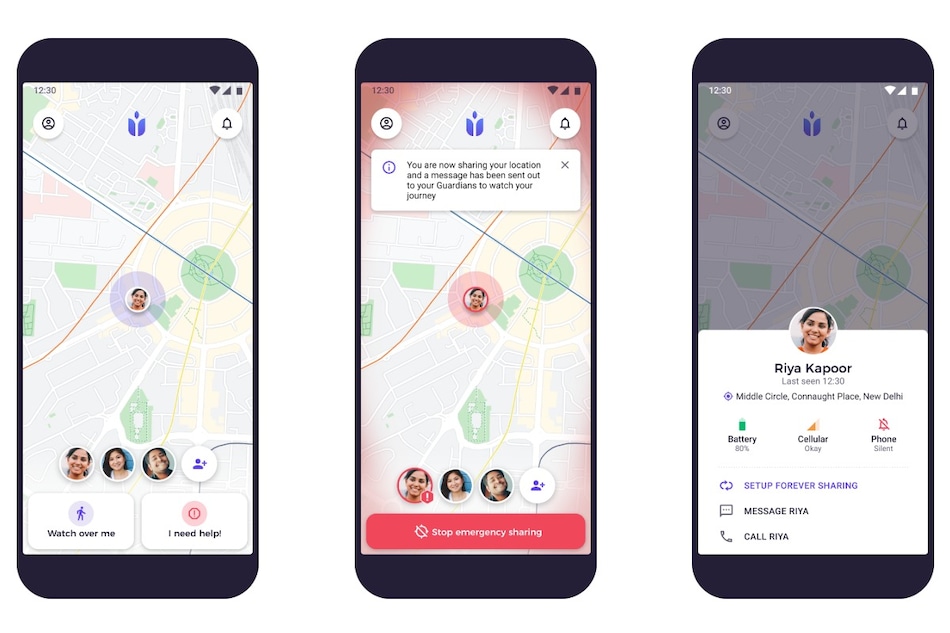 12:30
Watch over me
I need help!
12:30
You are now sharing your location
and a message has been sent out
to your Guardians to watch your
journey
Stop emergency sharing
12:30
Riya Kapoor
Last seen 12:30
Middle Circle, Connaught Place, New Delhi
Battery
80%
Cellular
Okay
Phone
Silent
SETUP FOREVER SHARING
MESSAGE RIYA
CALL RIYA